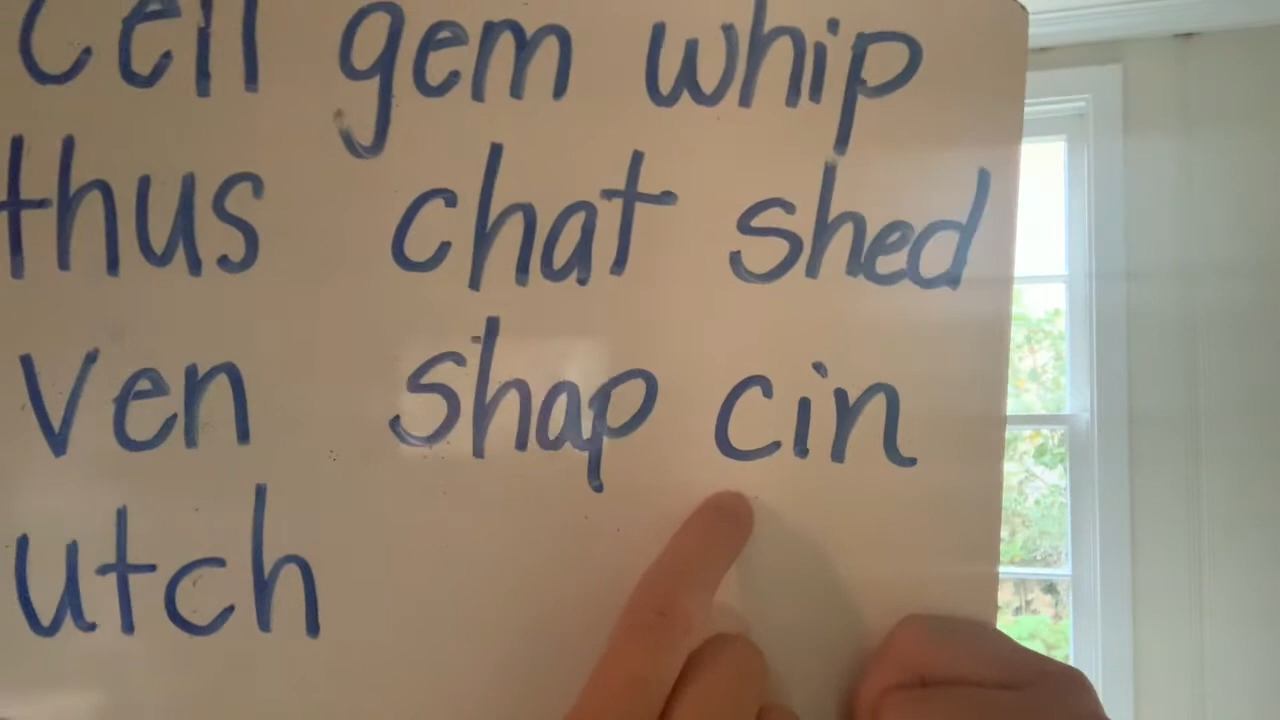 cell gem whip
thus chat shed
ven shap cin
utch